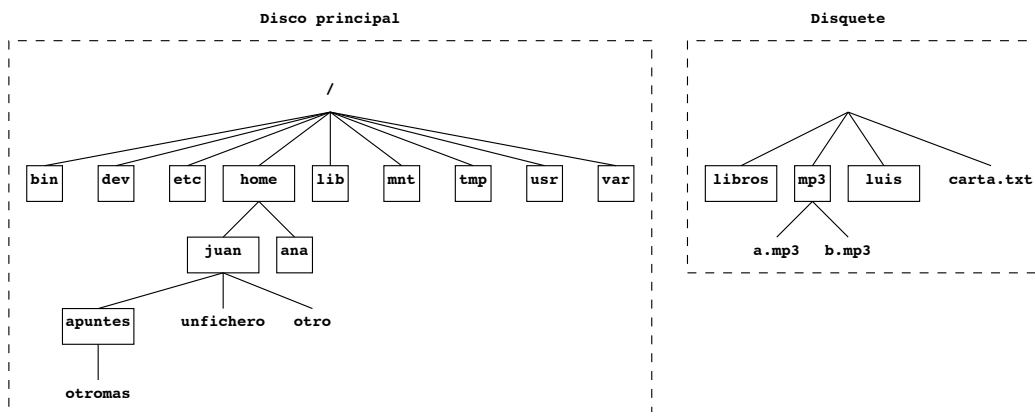 Disco principal Disquete
/
bin dev etc home lib mnt tmp usr var libros mp3 luis carta.txt
juan ana a.mp3 b.mp3
apuntes unfichero otro
otromas